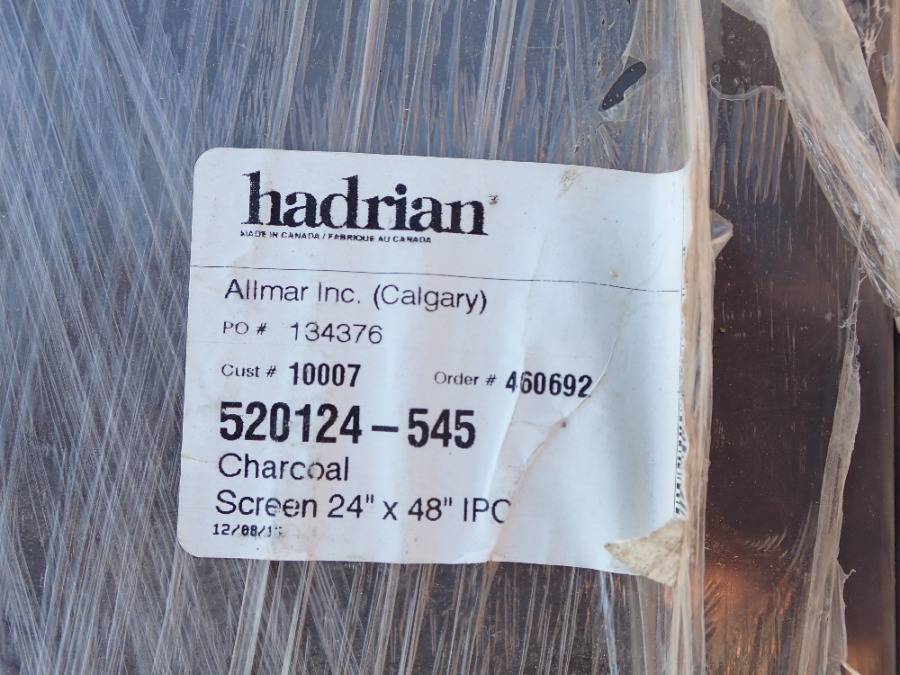 hadrian
MADE IN CANADA / FABRIQUE AU CANADA
Allmar Inc. (Calgary)
PO # 134376
Cust # 10007 Order # 460692
520124-545
Charcoal
Screen 24" x 48" IPC